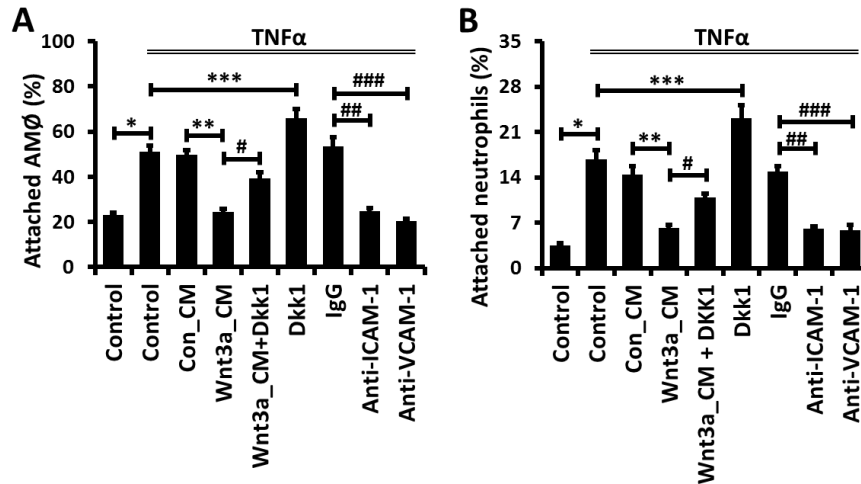 A
TNFα
Attached AMØ (%)
100
80
60
40
20
0
*
**
***
#
##
###
Control
Control
Con_CM
Wnt3a_CM
Wnt3a_CM+Dkk1
Dkk1
IgG
Anti-ICAM-1
Anti-VCAM-1
B
TNFα
Attached neutrophils (%)
35
28
21
14
7
0
*
**
***
#
##
###
Control
Control
Con_CM
Wnt3a_CM
Wnt3a_CM + DKK1
Dkk1
IgG
Anti-ICAM-1
Anti-VCAM-1